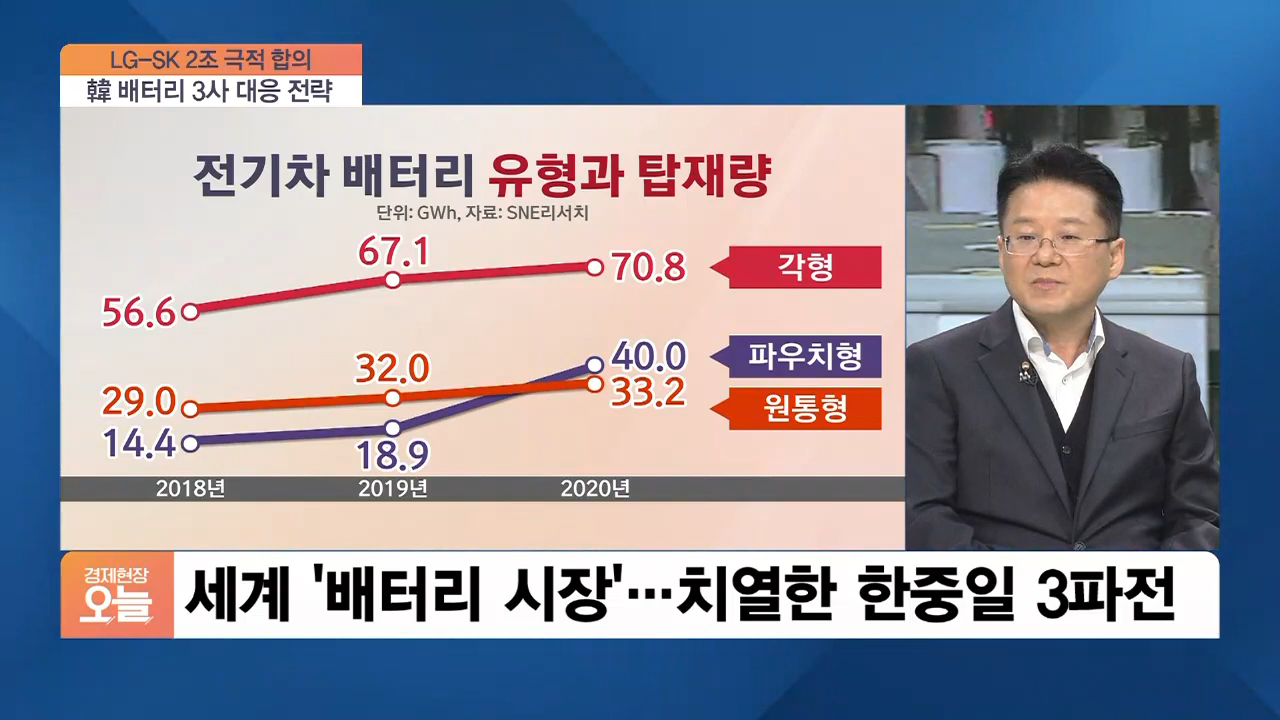 LG-SK 2조 극적 합의
韓 배터리 3사 대응 전략
전기차 배터리 유형과 탑재량
단위: GWh, 자료: SNE리서치
56.6
67.1
70.8
각형
14.4
18.9
40.0
파우치형
29.0
32.0
33.2
원통형
2018년
2019년
2020년
경제현장
오늘
세계 '배터리 시장'…치열한 한중일 3파전